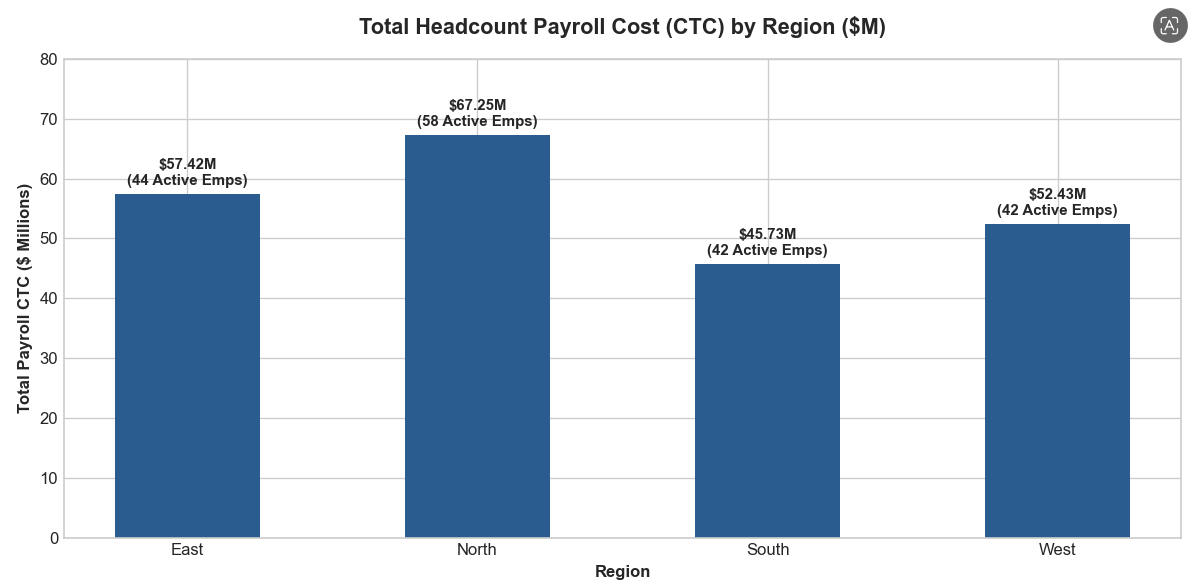 Total Headcount Payroll Cost (CTC) by Region ($M)
80
70
60
50
40
30
20
10
0
Total Payroll CTC ($ Millions)
$57.42M
(44 Active Emps)
$67.25M
(58 Active Emps)
$45.73M
(42 Active Emps)
$52.43M
(42 Active Emps)
East
North
South
West
Region